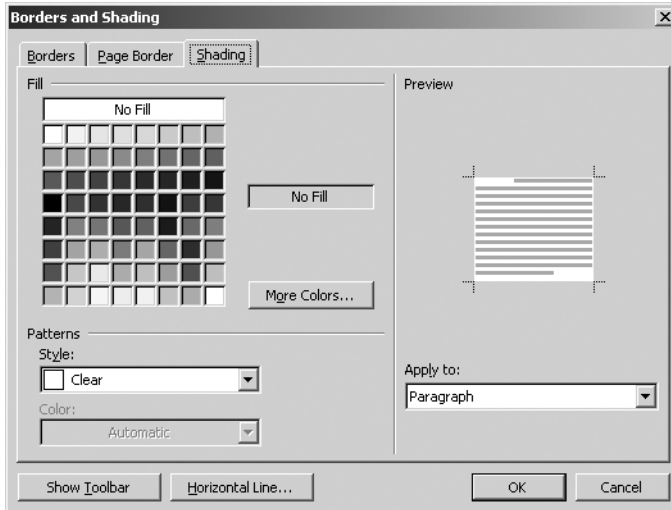 Borders and Shading
Borders Page Border Shading
Fill
No Fill
No Fill
More Colors...
Patterns
Style:
Clear
Color:
Automatic
Preview
Apply to:
Paragraph
Show Toolbar Horizontal Line... OK Cancel